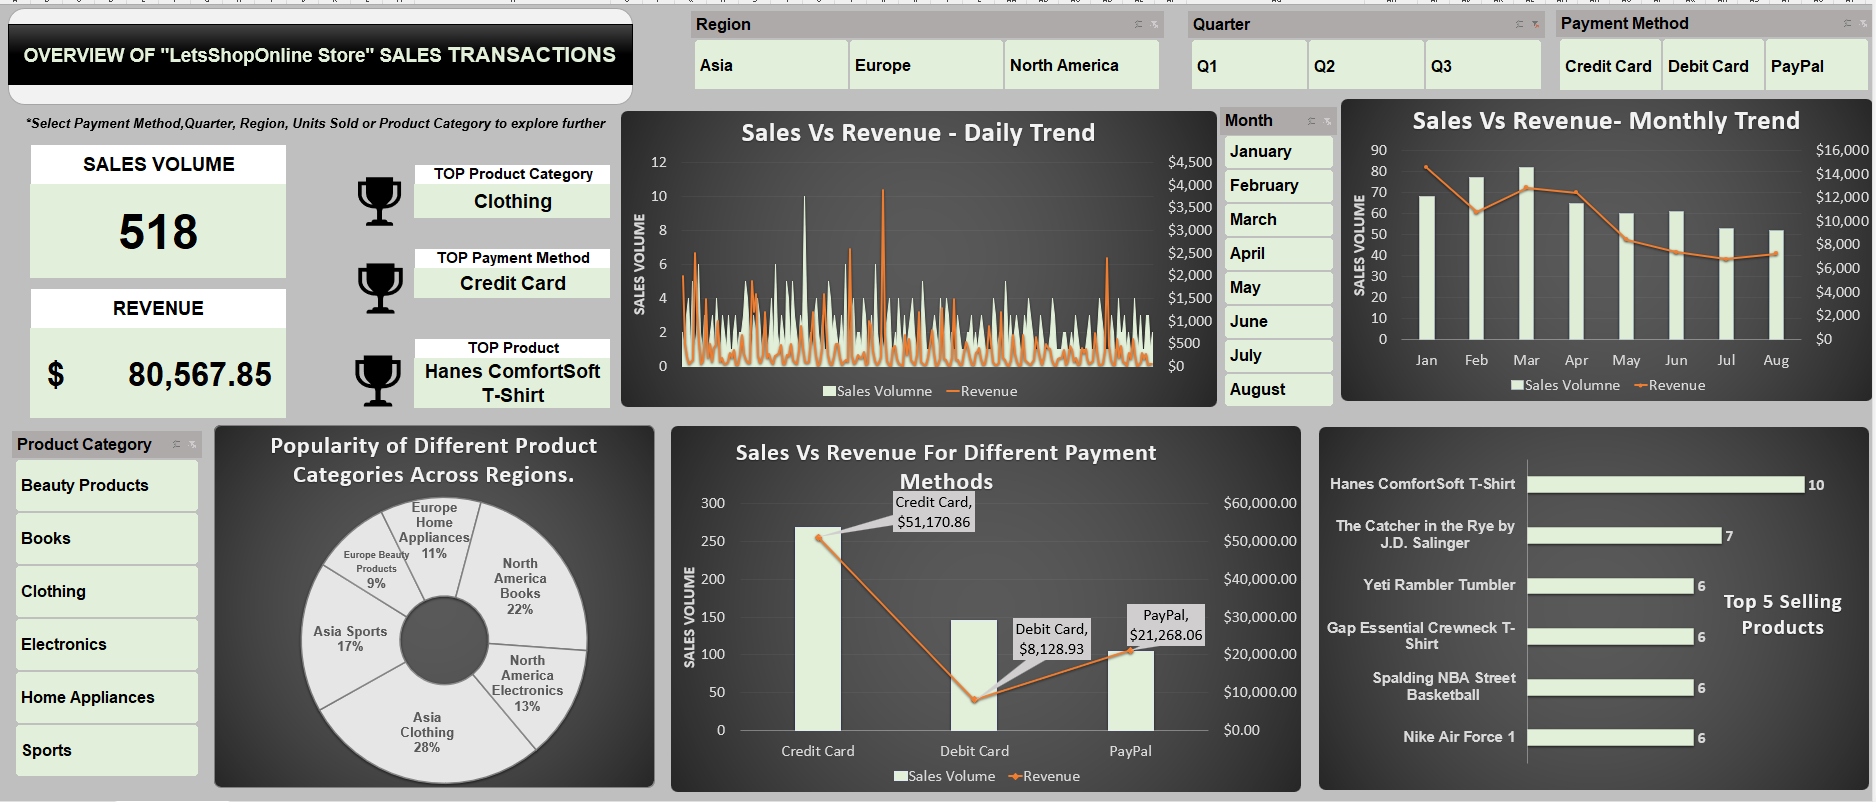 OVERVIEW OF "LetsShopOnline Store" SALES TRANSACTIONS
*Select Payment Method,Quarter, Region, Units Sold or Product Category to explore further
Region
Asia
Europe
North America
Quarter
Q1
Q2
Q3
Payment Method
Credit Card
Debit Card
PayPal
SALES VOLUME
518
REVENUE
$ 80,567.85
TOP Product Category
Clothing
TOP Payment Method
Credit Card
TOP Product
Hanes ComfortSoft
T-Shirt
Sales Vs Revenue - Daily Trend
SALES VOLUME
12
10
8
6
4
2
0
$4,500
$4,000
$3,500
$3,000
$2,500
$2,000
$1,500
$1,000
$500
$0
Sales Volumne
Revenue
Month
January
February
March
April
May
June
July
August
Sales Vs Revenue- Monthly Trend
SALES VOLUME
90
80
70
60
50
40
30
20
10
0
$16,000
$14,000
$12,000
$10,000
$8,000
$6,000
$4,000
$2,000
$0
Jan Feb Mar Apr May Jun Jul Aug
Sales Volumne
Revenue
Product Category
Beauty Products
Books
Clothing
Electronics
Home Appliances
Sports
Popularity of Different Product
Categories Across Regions.
Europe
Home
Appliances
11%
North
America
Books
22%
North
America
Electronics
13%
Asia
Clothing
28%
Asia Sports
17%
Europe Beauty
Products
9%
Sales Vs Revenue For Different Payment
Methods
SALES VOLUME
300
250
200
150
100
50
0
$60,000.00
$50,000.00
$40,000.00
$30,000.00
$20,000.00
$10,000.00
$0.00
Credit Card,
$51,170.86
Debit Card,
$8,128.93
PayPal,
$21,268.06
Credit Card
Debit Card
PayPal
Sales Volume
Revenue
Top 5 Selling
Products
Hanes ComfortSoft T-Shirt
10
The Catcher in the Rye by
J.D. Salinger
7
Yeti Rambler Tumbler
6
Gap Essential Crewneck T-
Shirt
6
Spalding NBA Street
Basketball
6
Nike Air Force 1
6